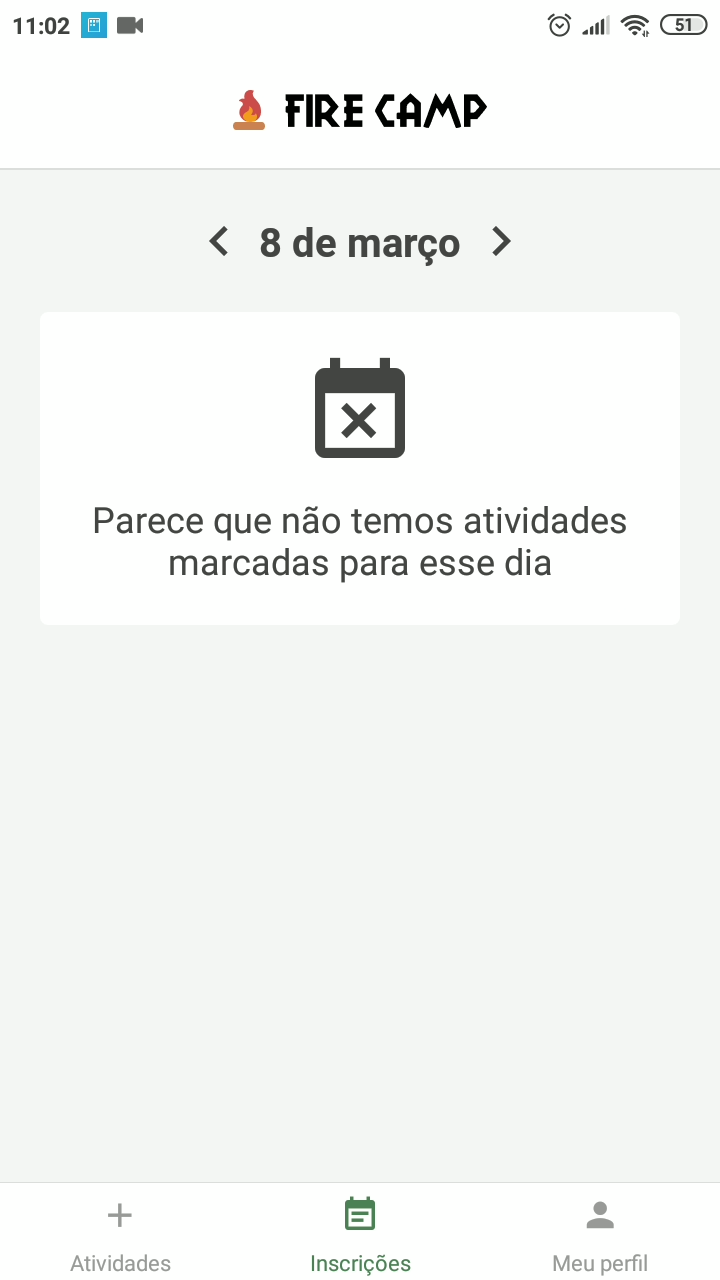 11:02
51
FIRE CAMP
8 de março
Parece que não temos atividades
marcadas para esse dia
Atividades
Inscrições
Meu perfil